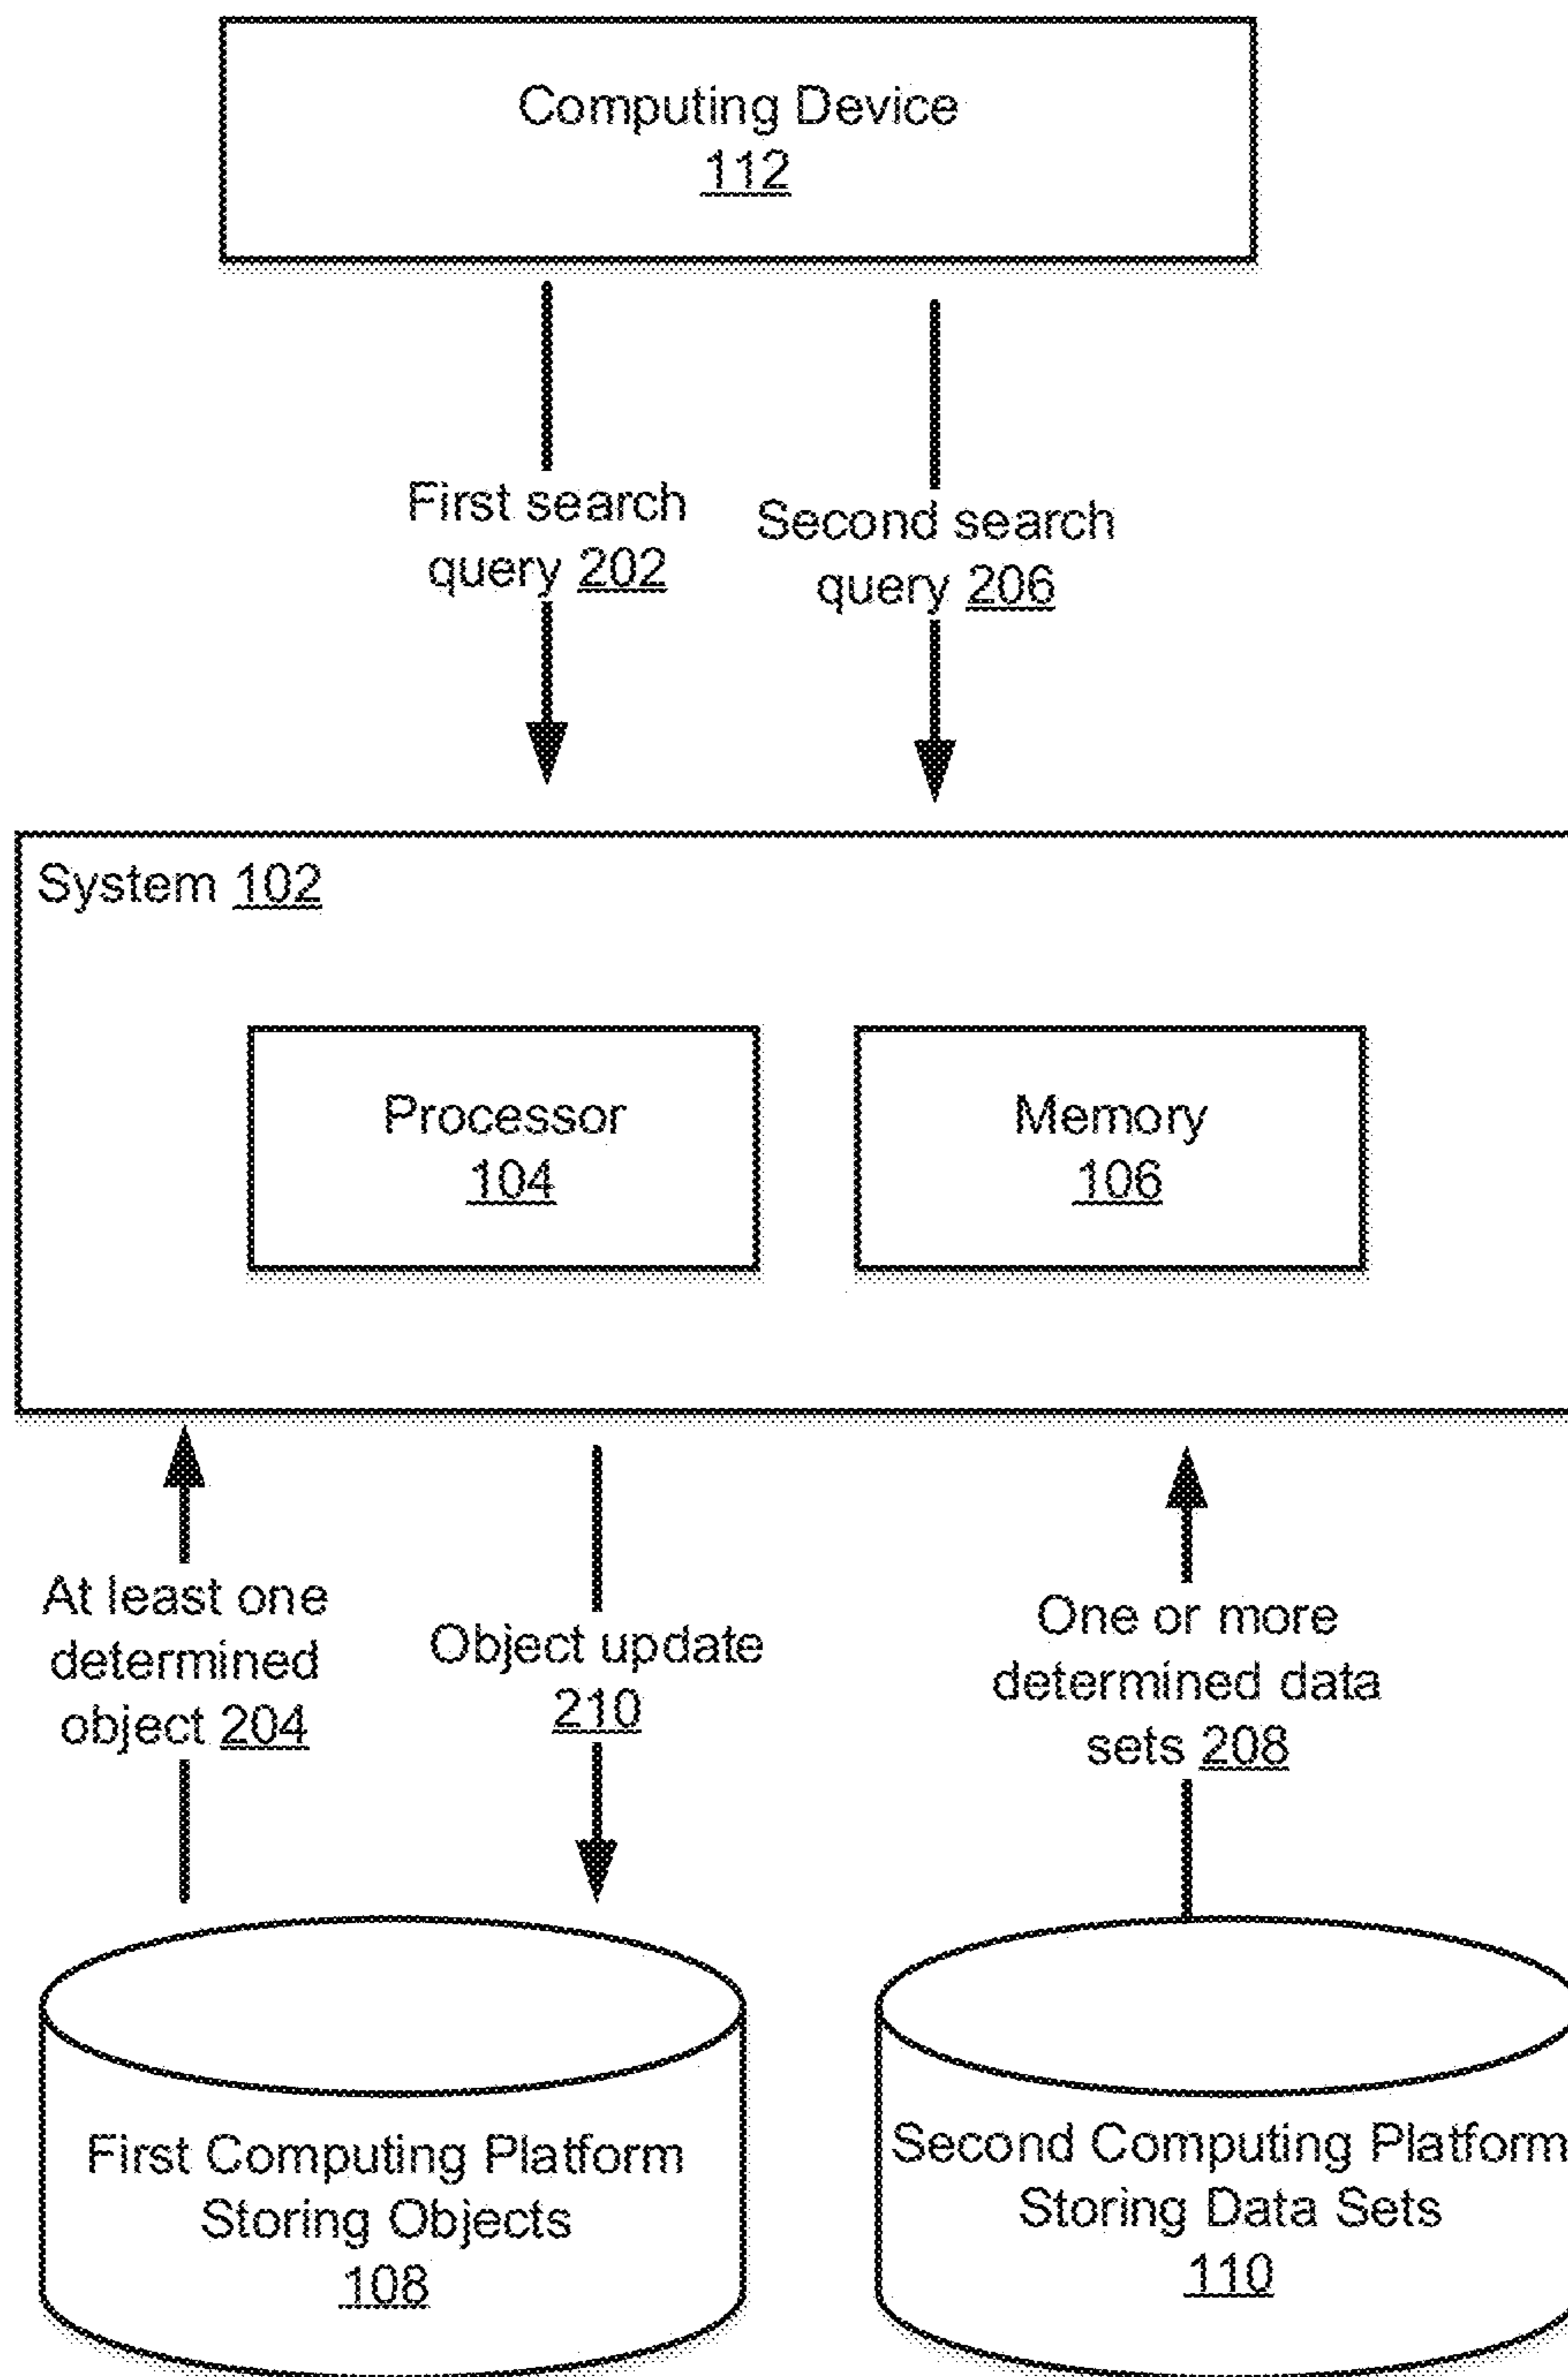 Computing Device
112
First search
query 202
Second search
query 206
System 102
Processor
104
Memory
106
At least one
determined
object 204
Object update
210
One or more
determined data
sets 208
First Computing Platform
Storing Objects
108
Second Computing Platform
Storing Data Sets
110